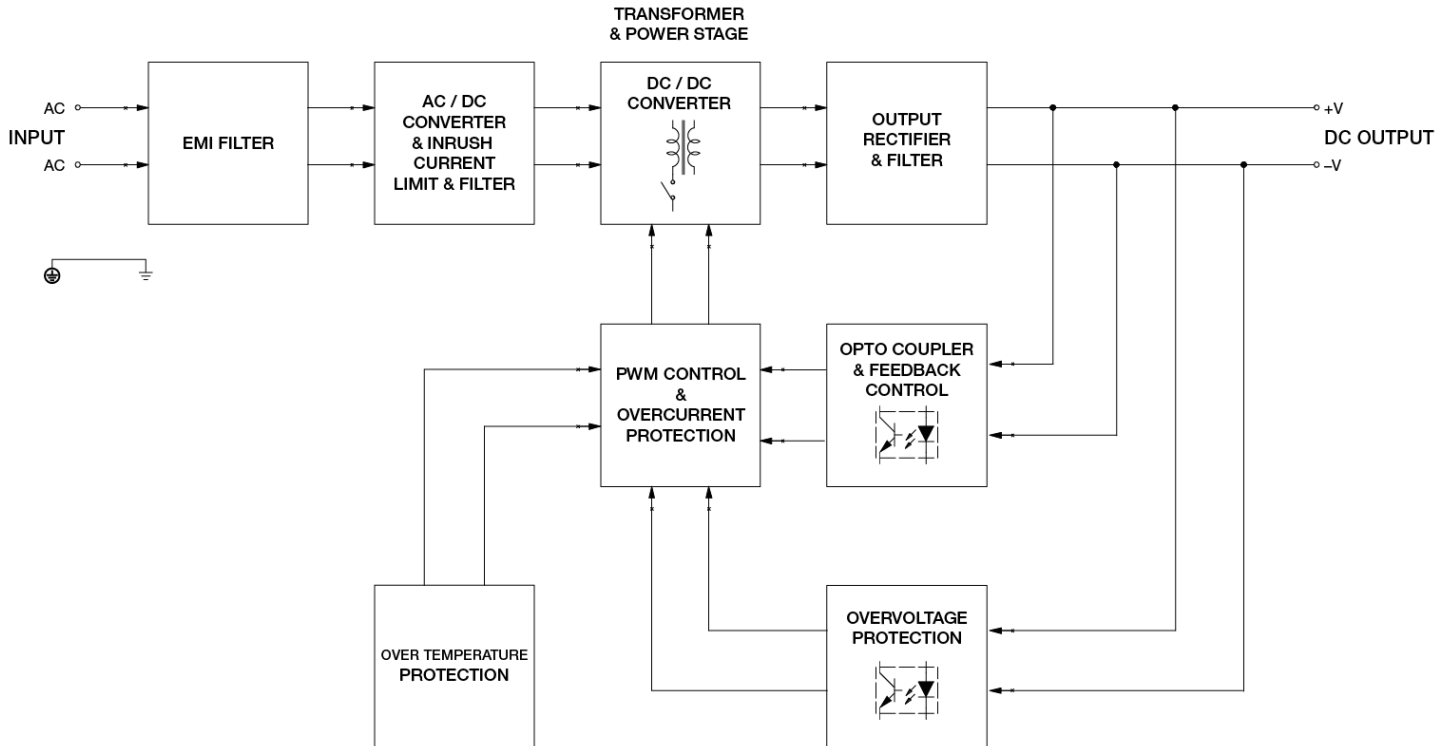 TRANSFORMER
& POWER STAGE
AC
INPUT
AC
EMI FILTER
AC / DC
CONVERTER
& INRUSH
CURRENT
LIMIT & FILTER
DC / DC
CONVERTER
OUTPUT
RECTIFIER
& FILTER
+V
DC OUTPUT
–V
PWM CONTROL
&
OVERCURRENT
PROTECTION
OPTO COUPLER
& FEEDBACK
CONTROL
OVER TEMPERATURE
PROTECTION
OVERVOLTAGE
PROTECTION